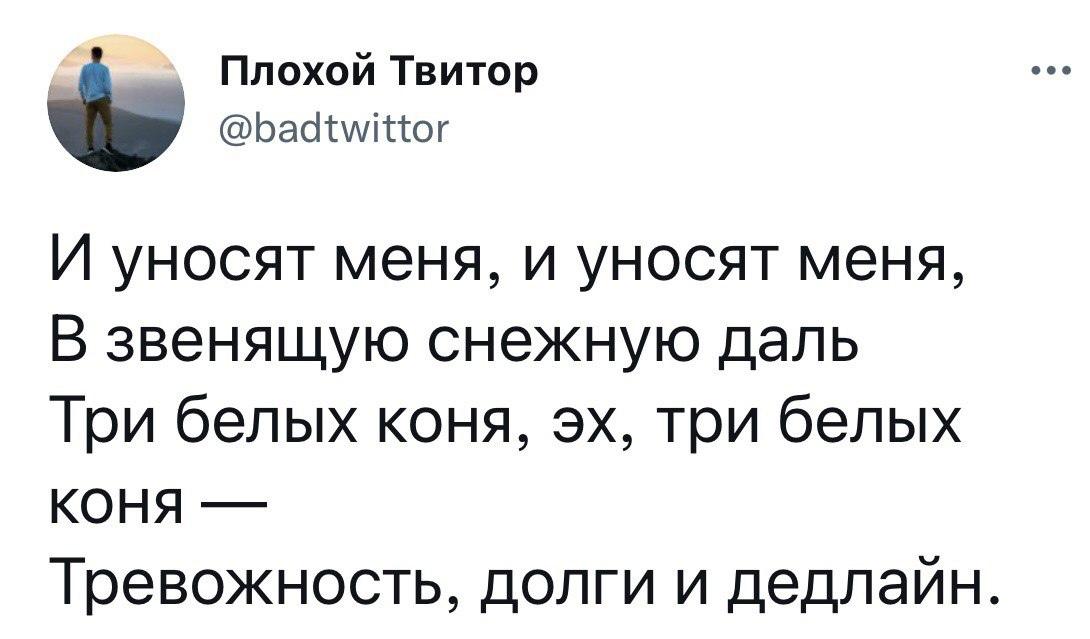 Плохой Твитор
@badtwittor
И уносят меня, и уносят меня,
В звенящую снежную даль
Три белых коня, эх, три белых
коня —
Тревожность, долги и дедлайн.